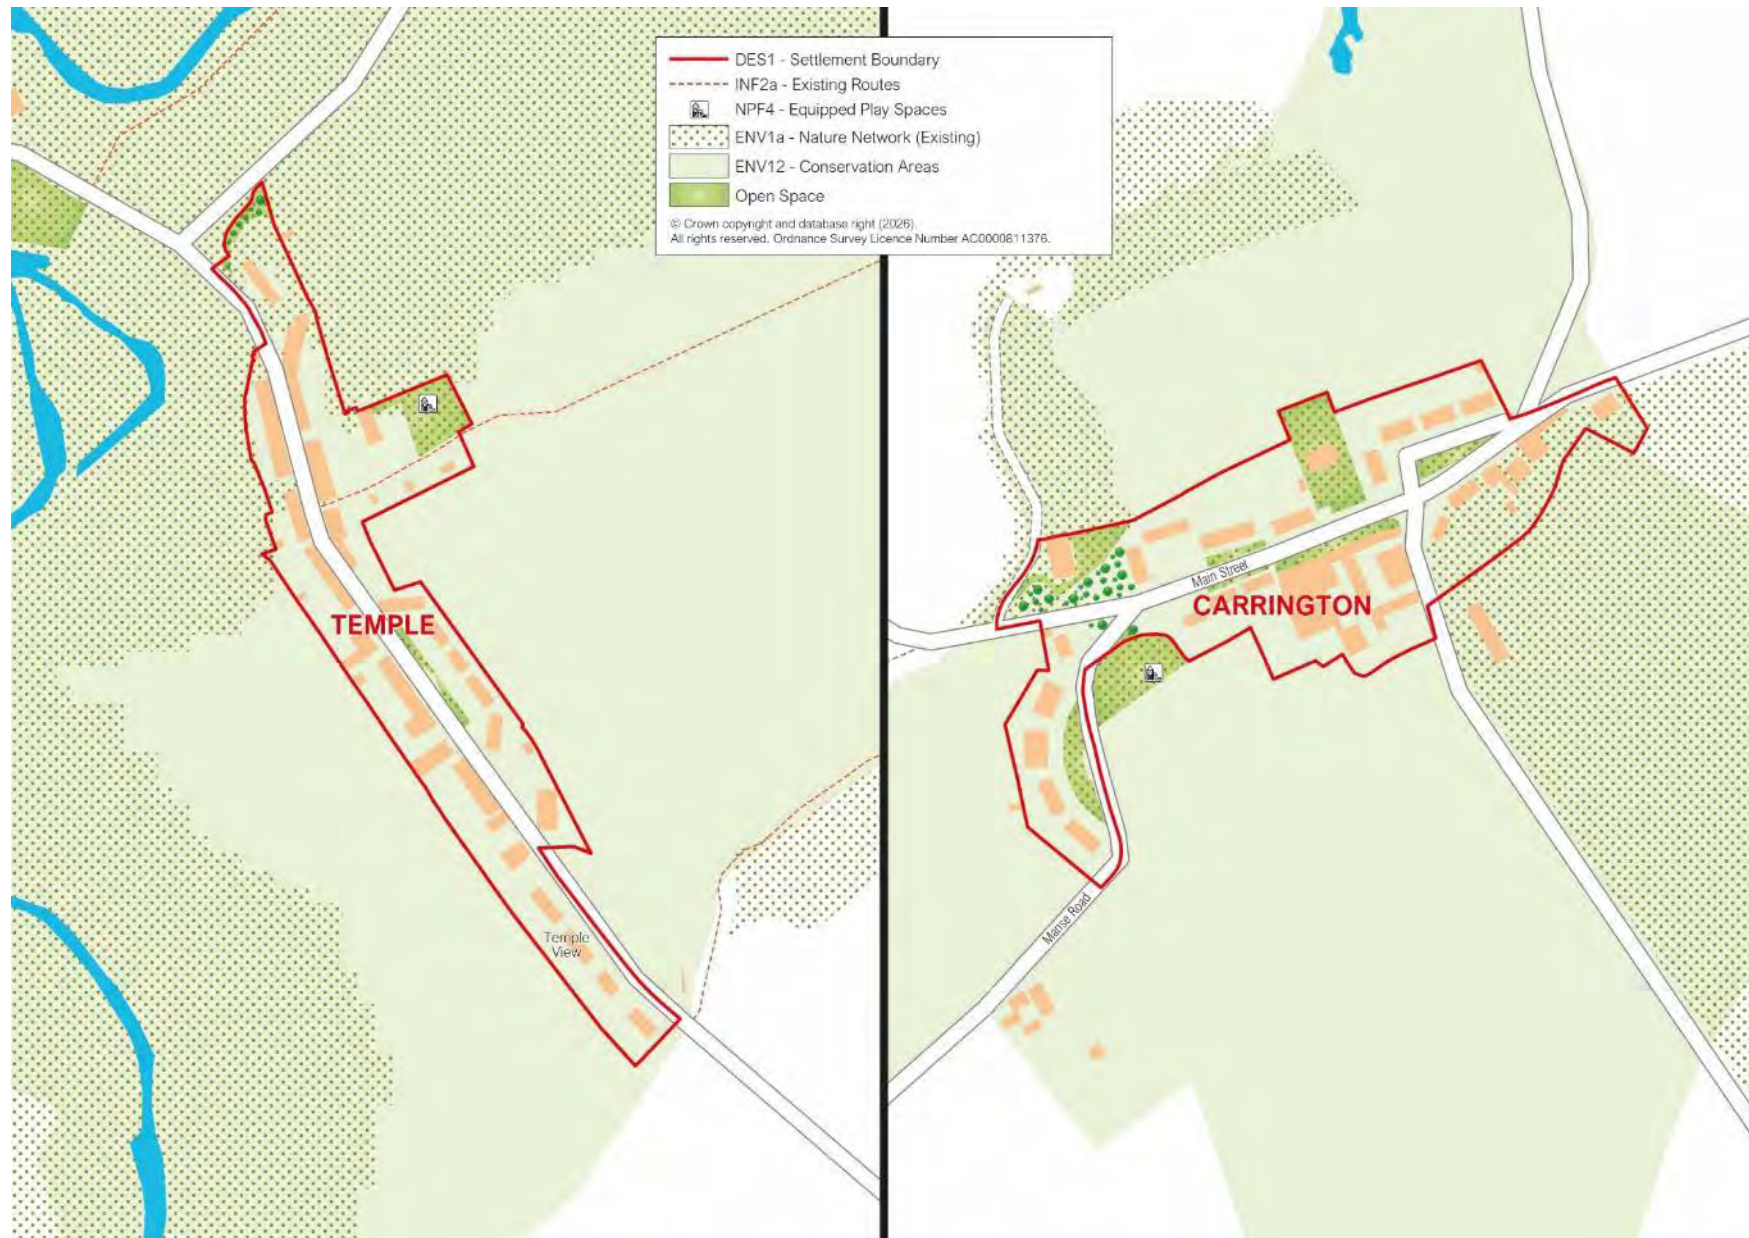 DES1 - Settlement Boundary
INF2a - Existing Routes
NPF4 - Equipped Play Spaces
ENV1a - Nature Network (Existing)
ENV12 - Conservation Areas
Open Space
© Crown copyright and database right (2026).
All rights reserved. Ordnance Survey Licence Number AC0000811376.
TEMPLE
Temple
View
Main Street
CARRINGTON
Manse Road